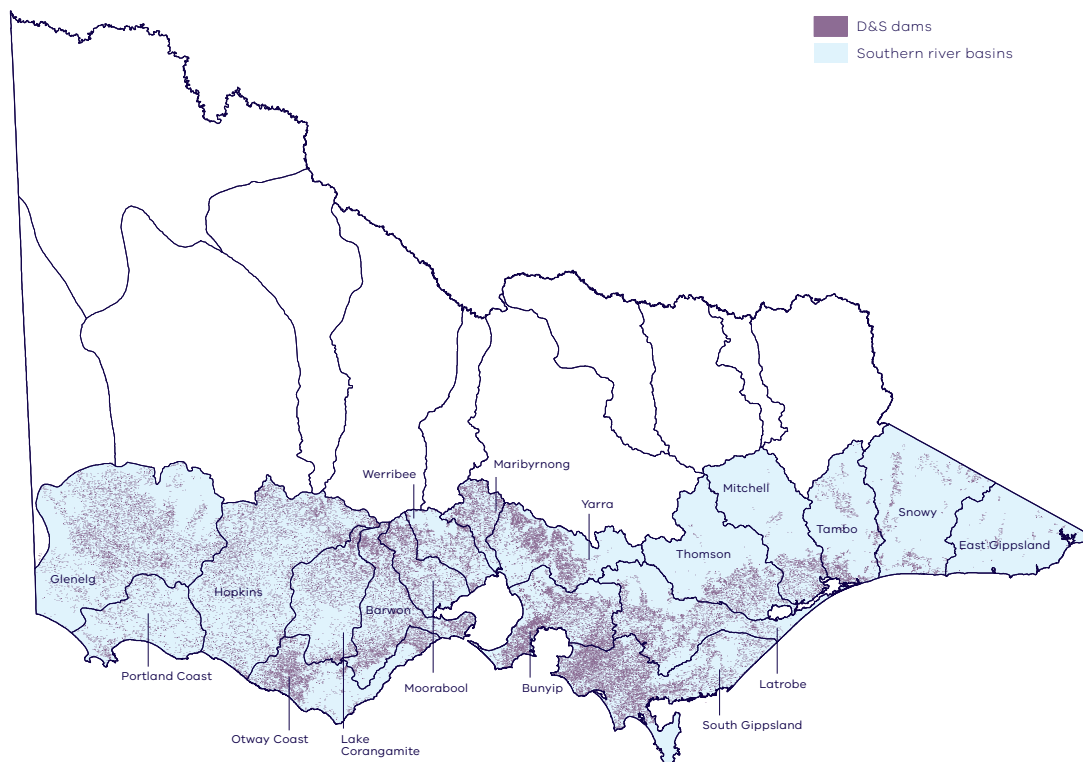 D&S dams
Southern river basins
Maribyrnong
Werribee
Mitchell
Yarra
Snowy
Tambo
East Gippsland
Thomson
Glenelg
Hopkins
Barwon
Portland Coast
Moorabool
Bunyip
Latrobe
South Gippsland
Otway Coast
Lake
Corangamite